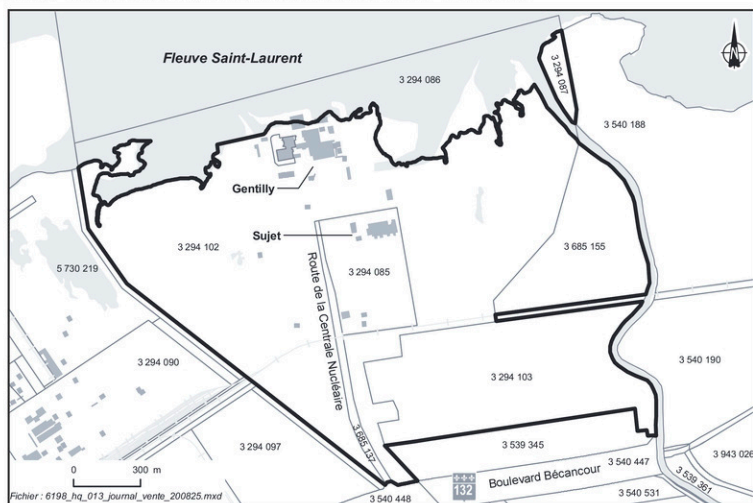 N
Fleuve Saint-Laurent
3 294 086
3 294 087
3 540 188
Gentilly
Sujet
3 294 102
3 294 085
3 685 155
5 730 219
Route de la Centrale Nucléaire
3 294 090
3 294 103
3 540 190
3 294 097
3 685 137
3 539 345
3 540 447
3 943 026
Boulevard Bécancour
132
3 539 361
3 540 448
3 540 531
0 300 m
Fichier : 6198_hq_013_journal_vente_200825.mxd